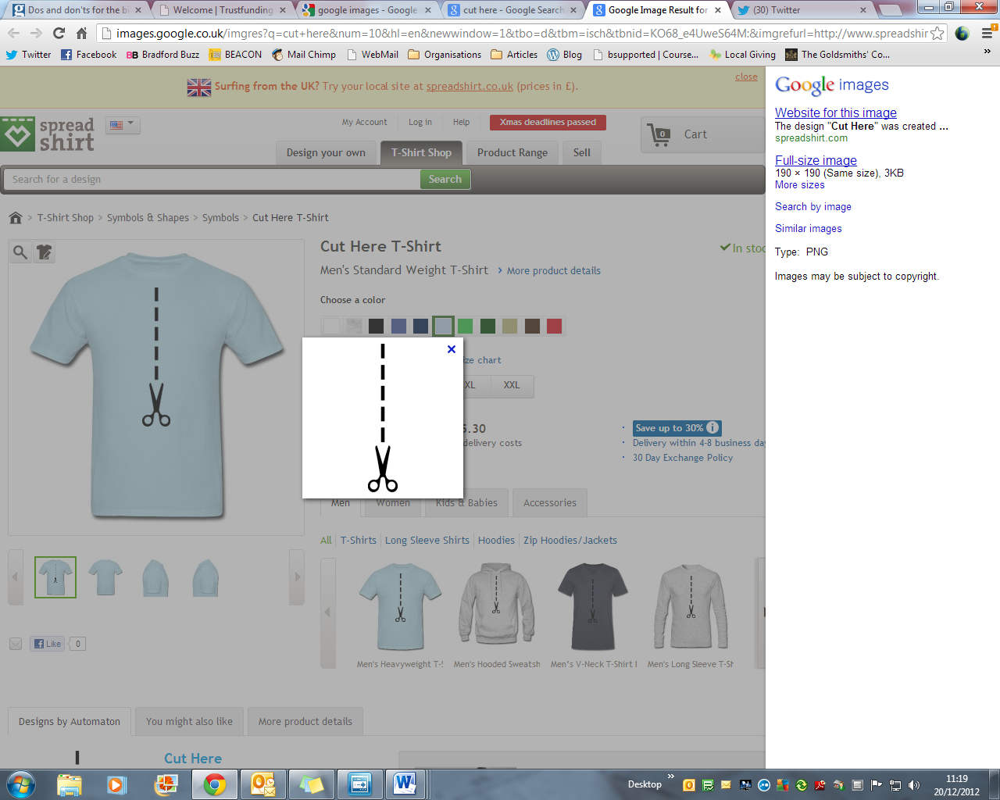 Dos and don'ts for the bi
Welcome | Trustfunding
google images - Google
cut here - Google Search
Google Image Result for
(30) Twitter
images.google.co.uk/imgres?q=cut+here&num=10&hl=en&newwindow=1&tbo=d&tbm=isch&tbnid=KO68_e4UweS64M:&imgrefurl=http://www.spreadshir
Twitter
Facebook
Bradford Buzz
BEACON
Mail Chimp
WebMail
Organisations
Articles
Blog
bsupported | Course...
Local Giving
The Goldsmiths' Co...
Surfing from the UK? Try your local site at spreadshirt.co.uk (prices in £).
close
spread
shirt
My Account
Log in
Help
Xmas deadlines passed
0
Cart
Design your own
T-Shirt Shop
Product Range
Sell
Search for a design
Search
> T-Shirt Shop > Symbols & Shapes > Symbols > Cut Here T-Shirt
Cut Here T-Shirt
In stoc
Men's Standard Weight T-Shirt
More product details
Choose a color
ze chart
XL
XXL
.30
delivery costs
Save up to 30%
Delivery within 4-8 business day
30 Day Exchange Policy
Men
Women
Kids & Babies
Accessories
All
T-Shirts
Long Sleeve Shirts
Hoodies
Zip Hoodies/Jackets
Men's Heavyweight T-S
Men's Hooded Sweatsh
Men's V-Neck T-Shirt
Men's Long Sleeve T-Sh
Like
0
Designs by Automaton
You might also like
More product details
Cut Here
Google images
Website for this image
The design "Cut Here" was created ...
spreadshirt.com
Full-size image
190 × 190 (Same size), 3KB
More sizes
Search by image
Similar images
Type: PNG
Images may be subject to copyright.
Desktop
11:19
20/12/2012